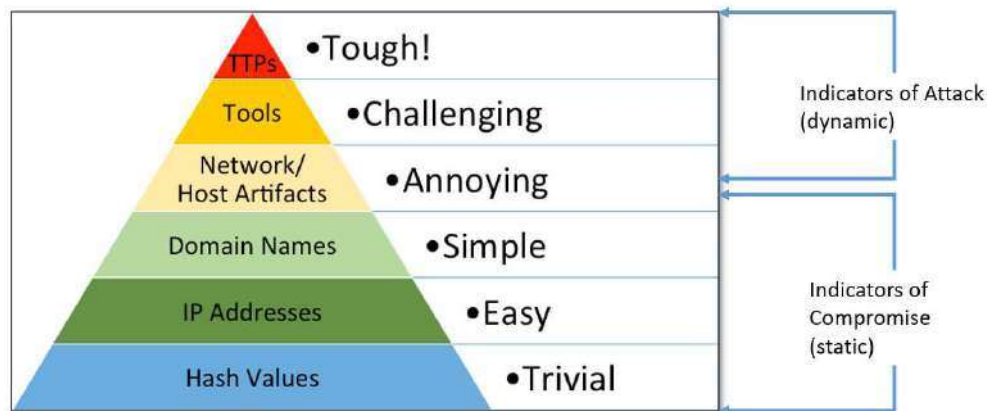 TTPs
•Tough!
Tools
•Challenging
Network/
Host Artifacts
•Annoying
Domain Names
•Simple
IP Addresses
•Easy
Hash Values
•Trivial
Indicators of Attack
(dynamic)
Indicators of
Compromise
(static)